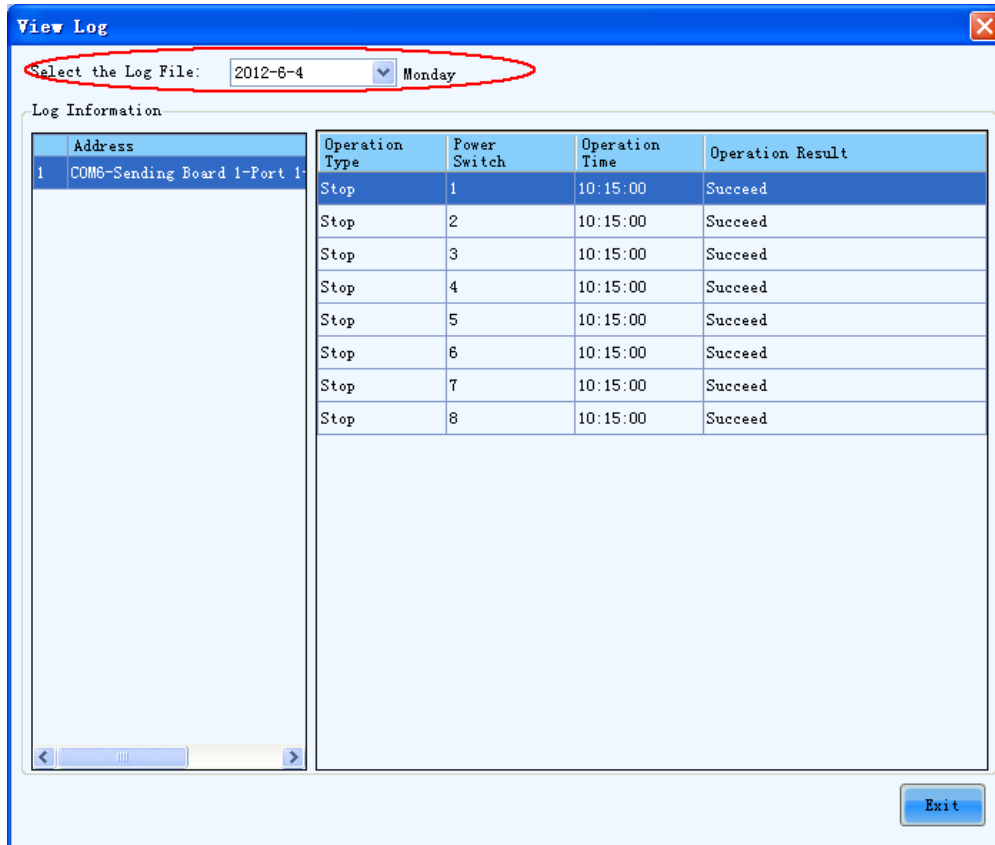 View Log
Select the Log File: 2012-6-4 Monday
Log Information
Address
1 COM6-Sending Board 1-Port 1-
Operation Type Power Switch Operation Time Operation Result
Stop 1 10:15:00 Succeed
Stop 2 10:15:00 Succeed
Stop 3 10:15:00 Succeed
Stop 4 10:15:00 Succeed
Stop 5 10:15:00 Succeed
Stop 6 10:15:00 Succeed
Stop 7 10:15:00 Succeed
Stop 8 10:15:00 Succeed
Exit